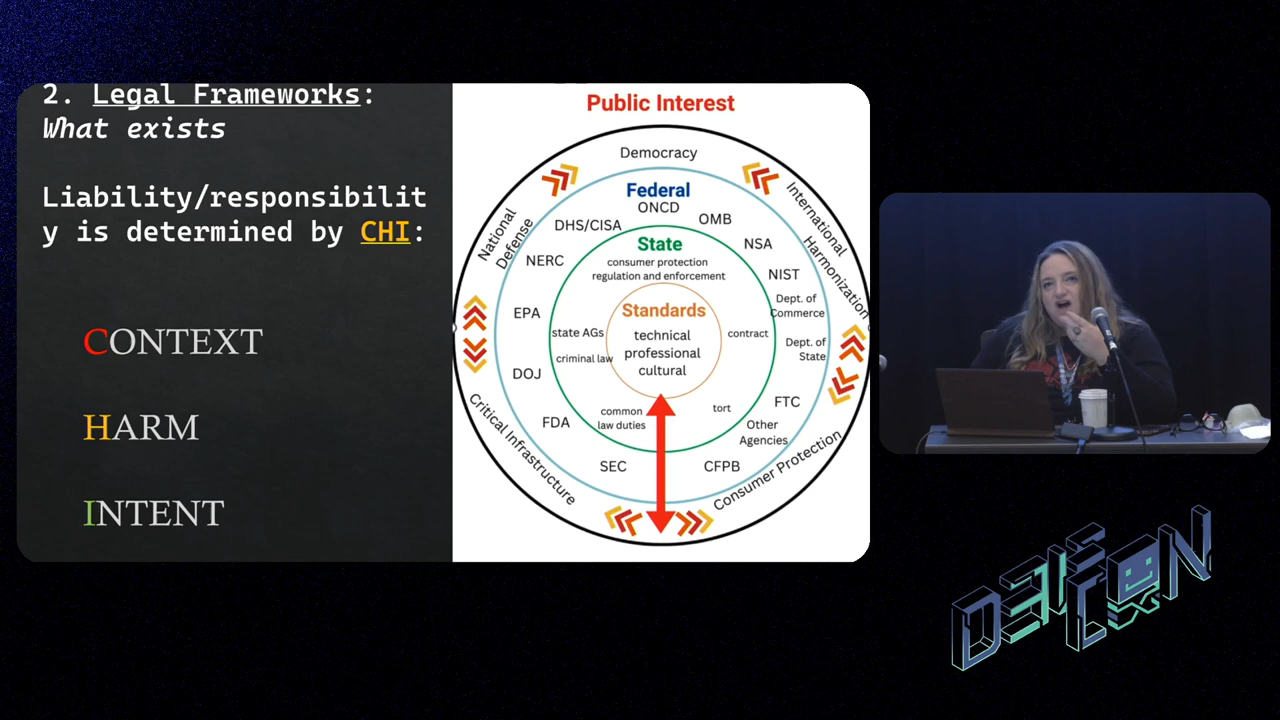 2. Legal Frameworks:
What exists
Liability/responsibilit
y is determined by CHI:
CONTEXT
HARM
INTENT
Public Interest
Democracy
International
Harmonization
National
Defense
Critical Infrastructure
Consumer Protection
Federal
ONCD
DHS/CISA
OMB
NERC
NSA
EPA
NIST
Dept. of
Commerce
DOJ
Dept. of
State
FDA
FTC
Other
Agencies
SEC
CFPB
State
consumer protection
regulation and enforcement
state AGs
contract
criminal law
common
law duties
tort
Standards
technical
professional
cultural
DEF CON